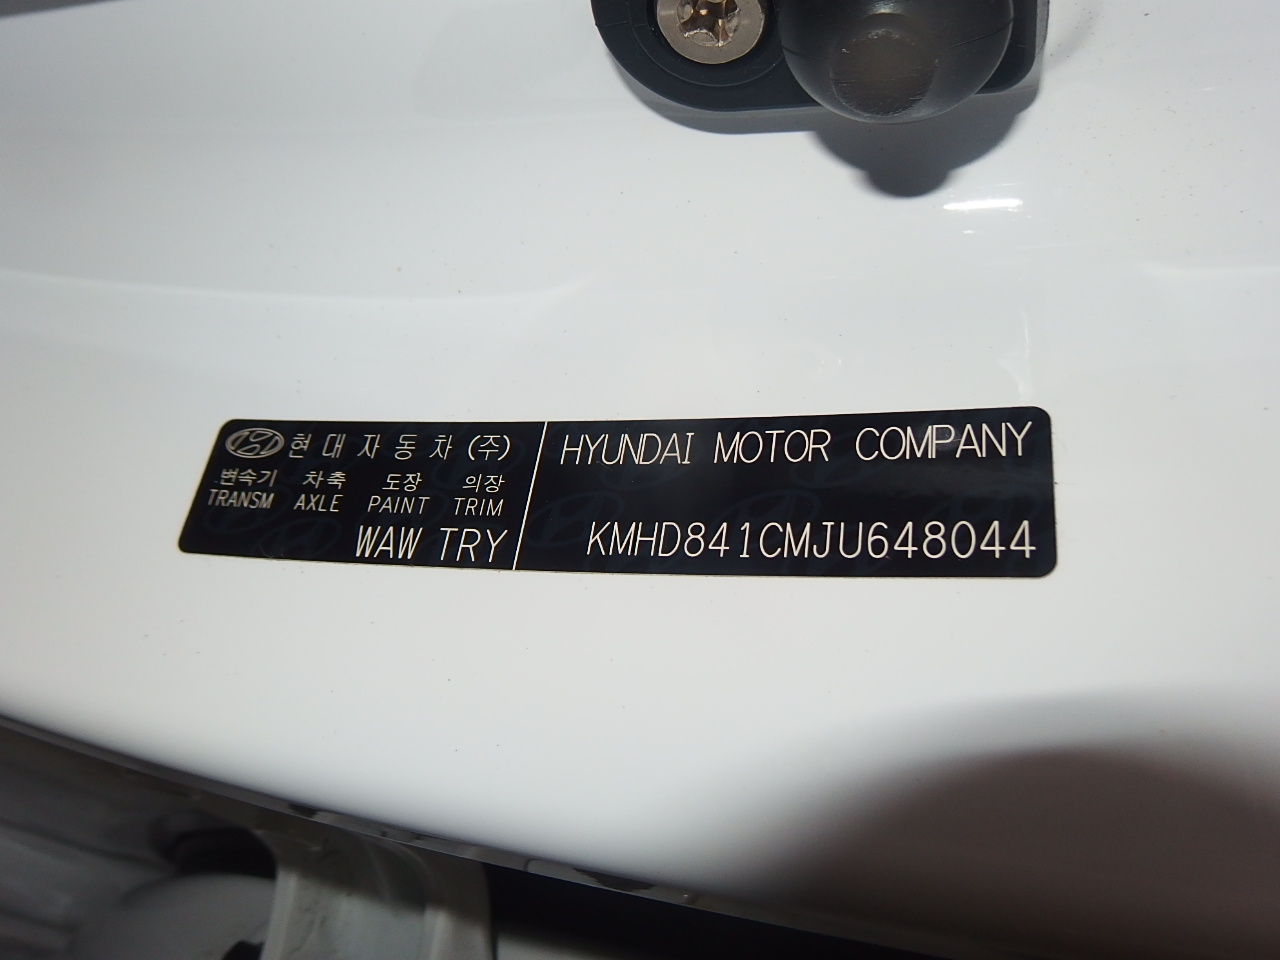 현대자동차(주)
변속기 차축 도장 의장
TRANSM AXLE PAINT TRIM
WAW TRY
HYUNDAI MOTOR COMPANY
KMHD841CMJU648044